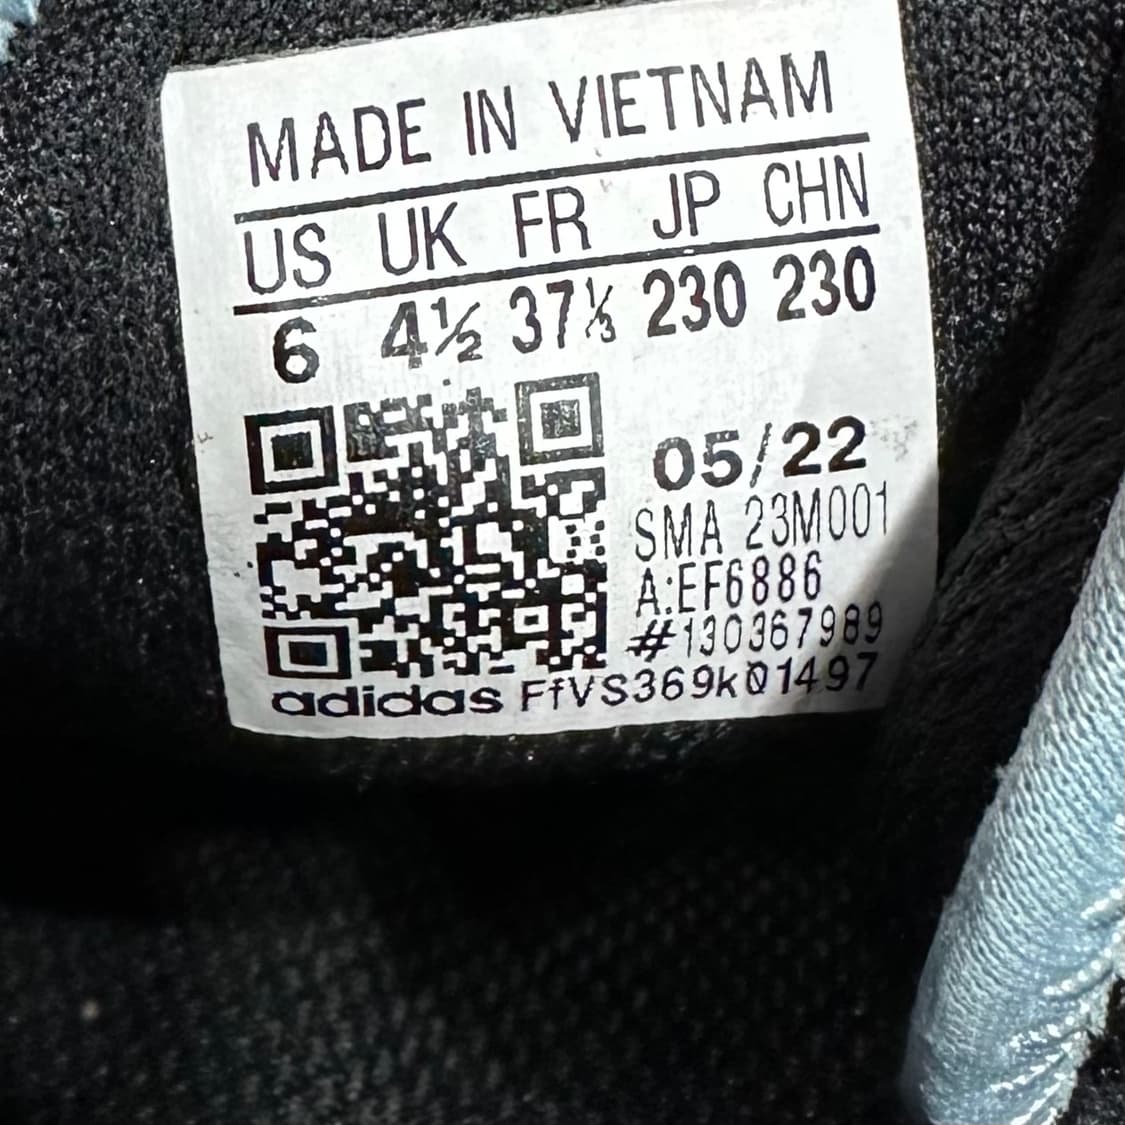 MADE IN VIETNAM
US UK FR JP CHN
6 4½ 37⅓ 230 230
05/22
SMA 23M001
A:EF6886
#130367989
adidas FfVS369k01497